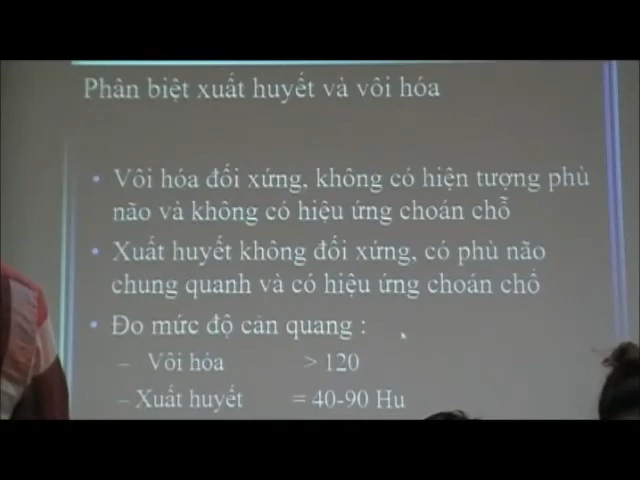 Phân biệt xuất huyết và vôi hóa
• Vôi hóa đối xứng, không có hiện tượng phù
não và không có hiệu ứng choán chỗ
• Xuất huyết không đối xứng, có phù não
chung quanh và có hiệu ứng choán chổ
• Đo mức độ cản quang :
– Vôi hóa > 120
– Xuất huyết = 40-90 Hu